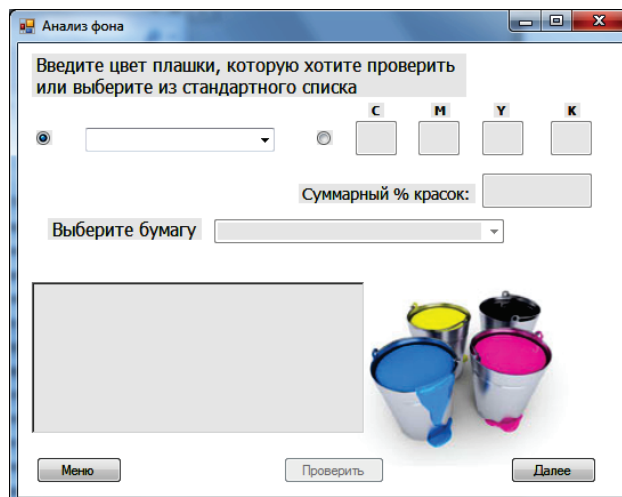 Анализ фона
Введите цвет плашки, которую хотите проверить
или выберите из стандартного списка
C M Y K
Суммарный % красок:
Выберите бумагу
Меню Проверить Далее